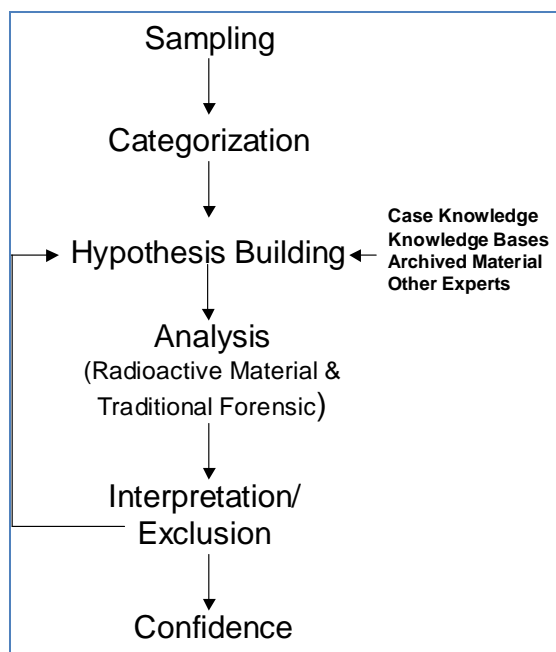 Sampling
Categorization
Hypothesis Building
Case Knowledge
Knowledge Bases
Archived Material
Other Experts
Analysis
(Radioactive Material &
Traditional Forensic)
Interpretation/
Exclusion
Confidence